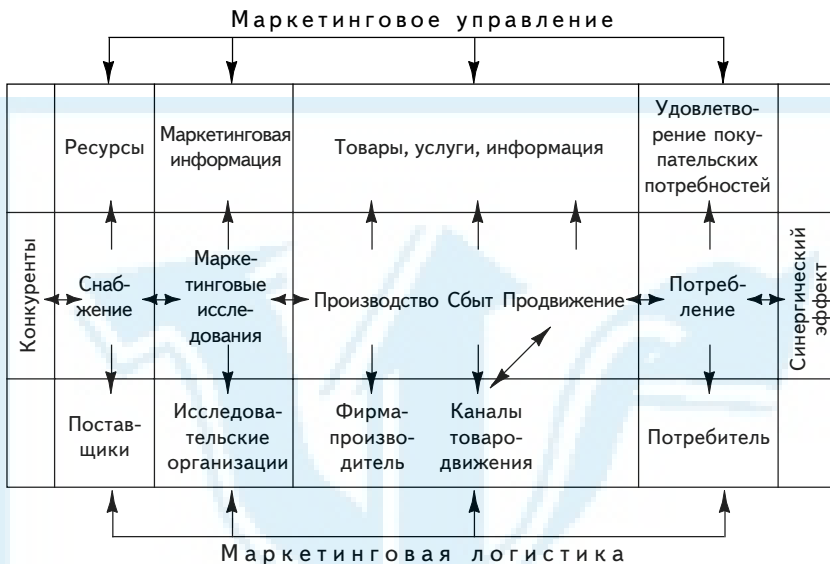 Маркетинговое управление
Ресурсы
Маркетинговая
информация
Товары, услуги, информация
Удовлетво-
рение поку-
пательских
потребностей
Конкуренты
Снаб-
жение
Марке-
тинговые
иссле-
дования
Производство Сбыт Продвижение
Потреб-
ление
Синергический
эффект
Постав-
щики
Исследова-
тельские
организации
Фирма-
произво-
дитель
Каналы
товаро-
движения
Потребитель
Маркетинговая логистика